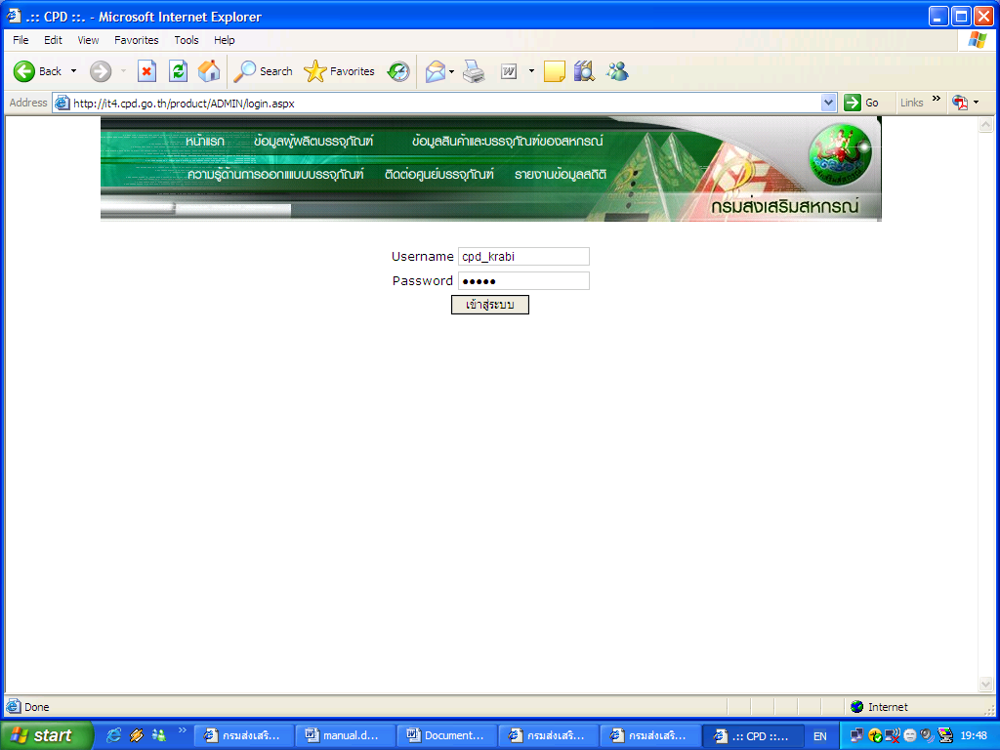 .:: CPD ::. - Microsoft Internet Explorer
File Edit View Favorites Tools Help
Back Search Favorites
Address http://it4.cpd.go.th/product/ADMIN/login.aspx Go Links »
หน้าแรก ข้อมูลผู้ผลิตบรรจุภัณฑ์ ข้อมูลสินค้าและบรรจุภัณฑ์ของสหกรณ์
ความรู้ด้านการออกแแบบบรรจุภัณฑ์ ติดต่อศูนย์บรรจุภัณฑ์ รายงานข้อมูลสถิติ
กรมส่งเสริมสหกรณ์
Username cpd_krabi
Password ●●●●●
เข้าสู่ระบบ
Done Internet
start » กรมส่งเสริ... manual.d... Document... กรมส่งเสริ... กรมส่งเสริ... .:: CPD ::... EN 19:48